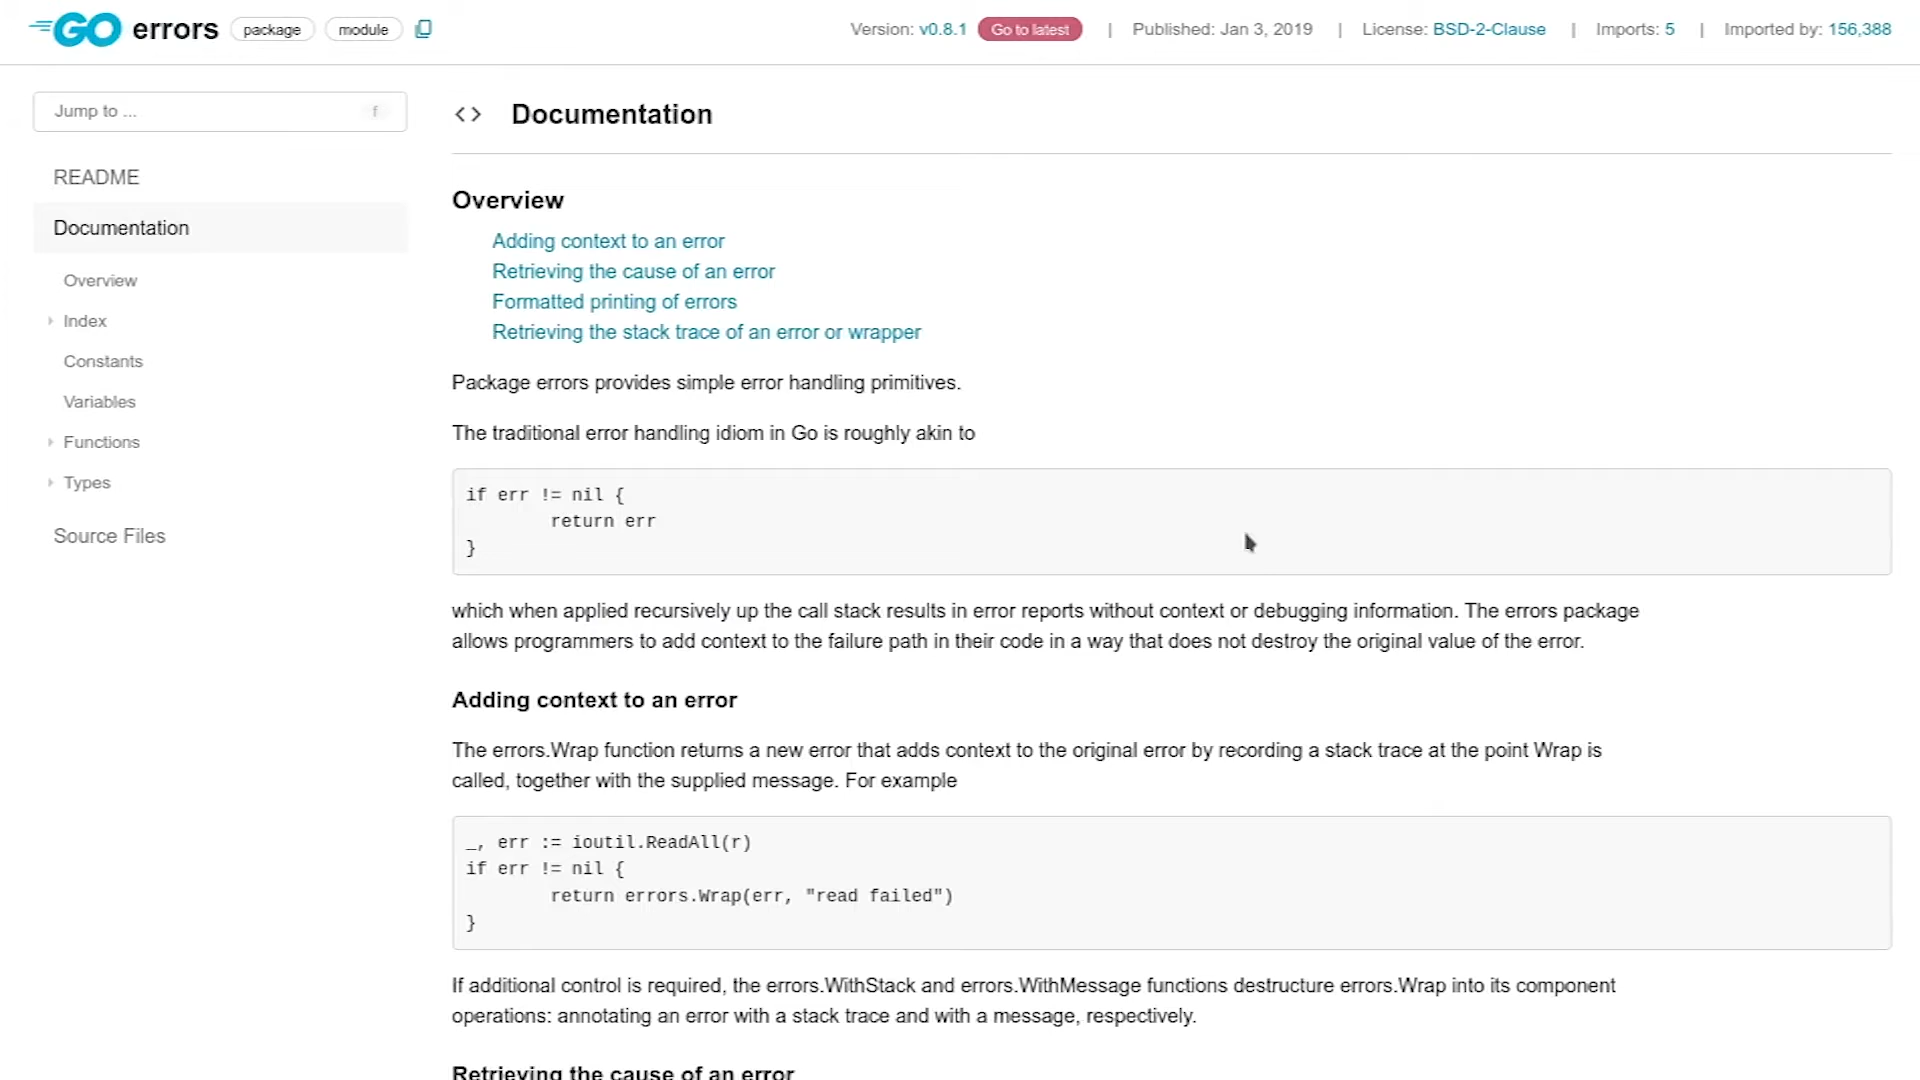 GO errors package module Version: v0.8.1 Go to latest | Published: Jan 3, 2019 | License: BSD-2-Clause | Imports: 5 | Imported by: 156,388
Jump to ... f
README
Documentation
Overview
Index
Constants
Variables
Functions
Types
Source Files
<> Documentation
Overview
Adding context to an error
Retrieving the cause of an error
Formatted printing of errors
Retrieving the stack trace of an error or wrapper
Package errors provides simple error handling primitives.
The traditional error handling idiom in Go is roughly akin to
if err != nil {
        return err
}
which when applied recursively up the call stack results in error reports without context or debugging information. The errors package
allows programmers to add context to the failure path in their code in a way that does not destroy the original value of the error.
Adding context to an error
The errors.Wrap function returns a new error that adds context to the original error by recording a stack trace at the point Wrap is
called, together with the supplied message. For example
_, err := ioutil.ReadAll(r)
if err != nil {
        return errors.Wrap(err, "read failed")
}
If additional control is required, the errors.WithStack and errors.WithMessage functions destructure errors.Wrap into its component
operations: annotating an error with a stack trace and with a message, respectively.
Retrieving the cause of an error